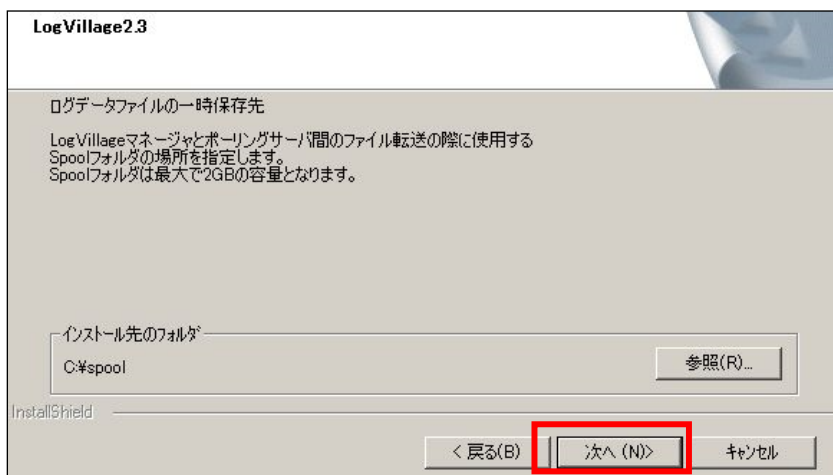 LogVillage2.3
ログデータファイルの一時保存先
LogVillageマネージャとポーリングサーバ間のファイル転送の際に使用する
Spoolフォルダの場所を指定します。
Spoolフォルダは最大で2GBの容量となります。
インストール先のフォルダ
C:¥spool
参照(R)...
InstallShield
< 戻る(B)
次へ (N)>
キャンセル